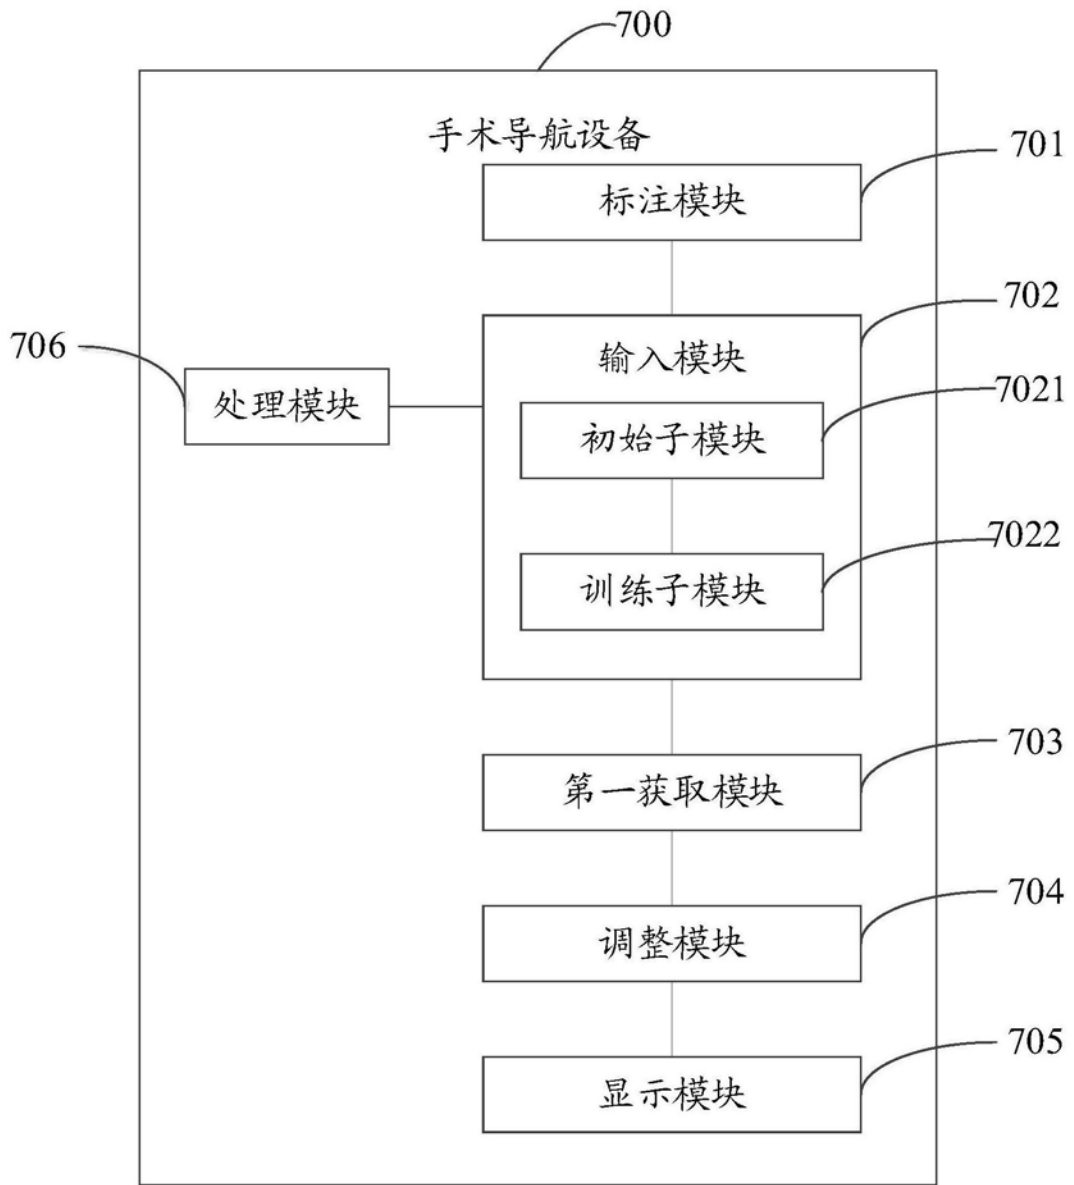 700
手术导航设备
701
标注模块
702
输入模块
706
处理模块
7021
初始子模块
7022
训练子模块
703
第一获取模块
704
调整模块
705
显示模块